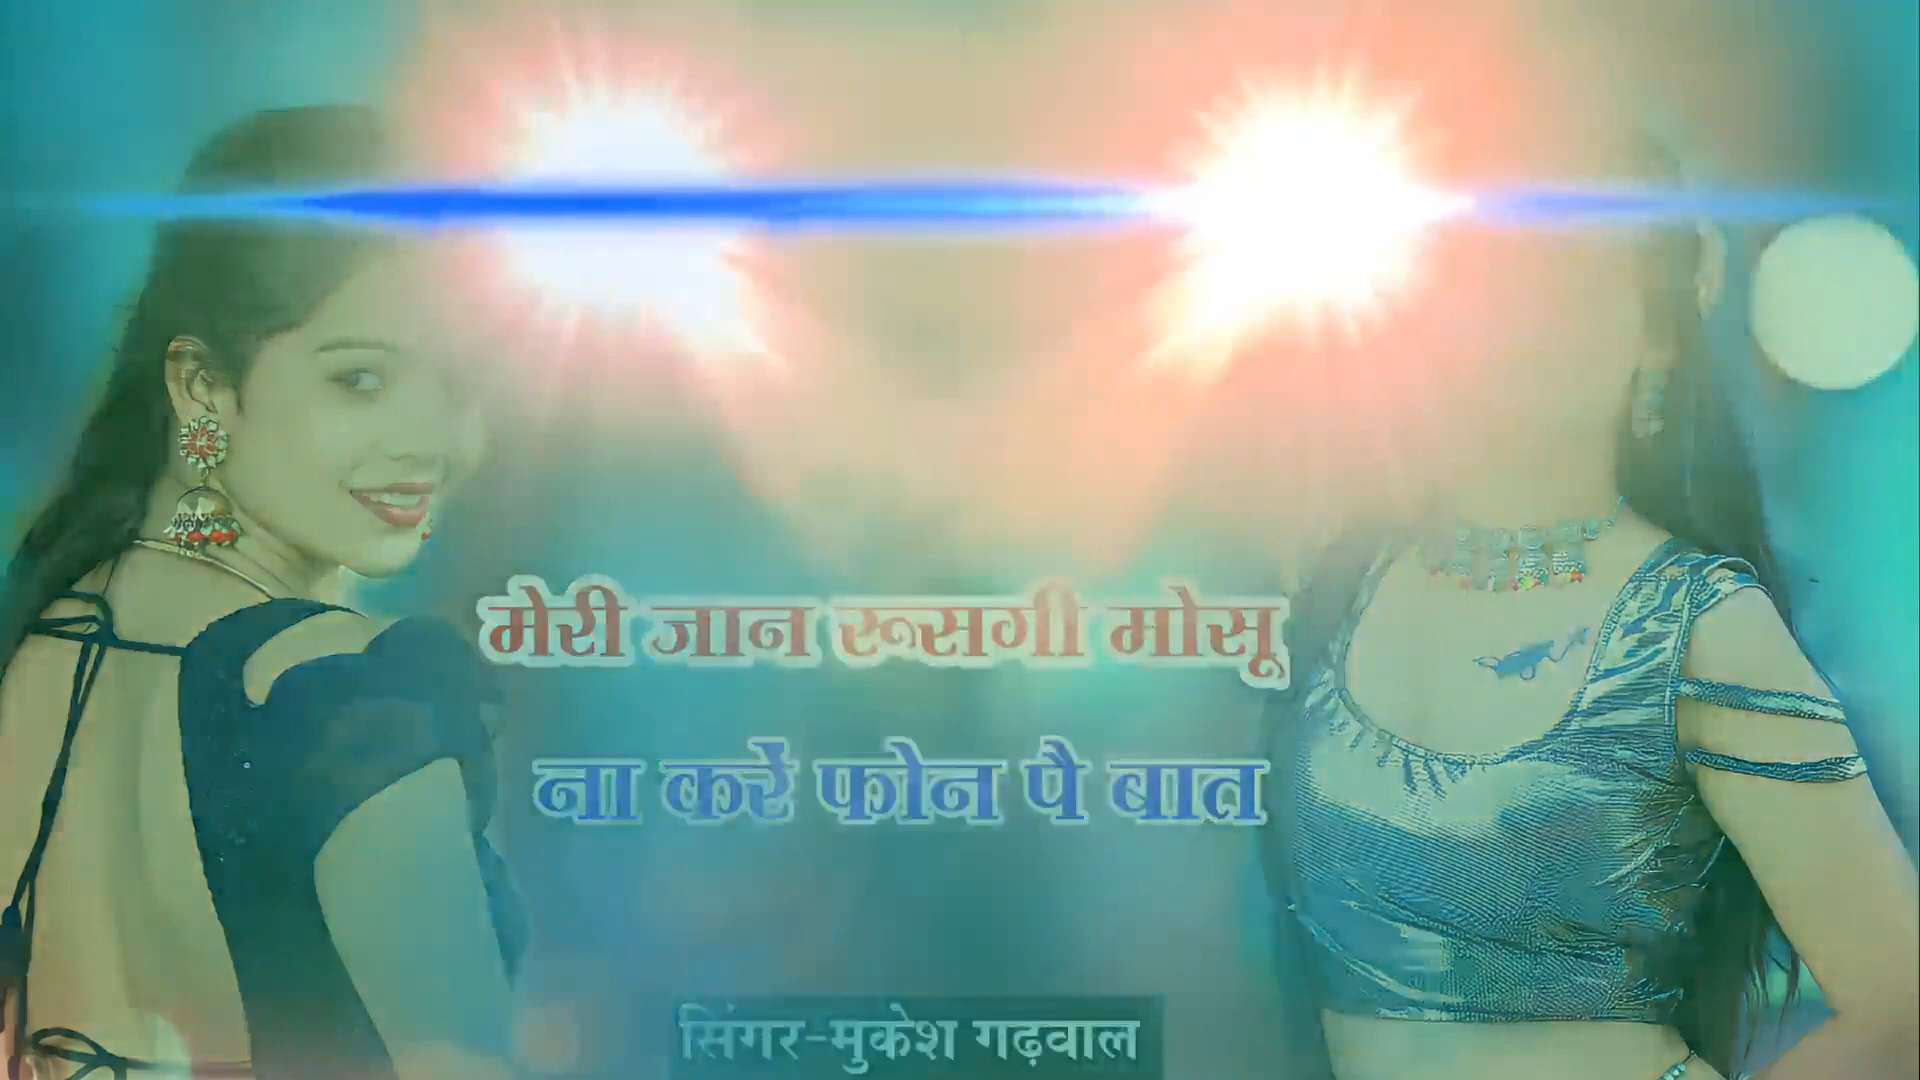 मेरी जान रूसगी मोसू
ना करें फोन पै बात
सिंगर-मुकेश गढ़वाल